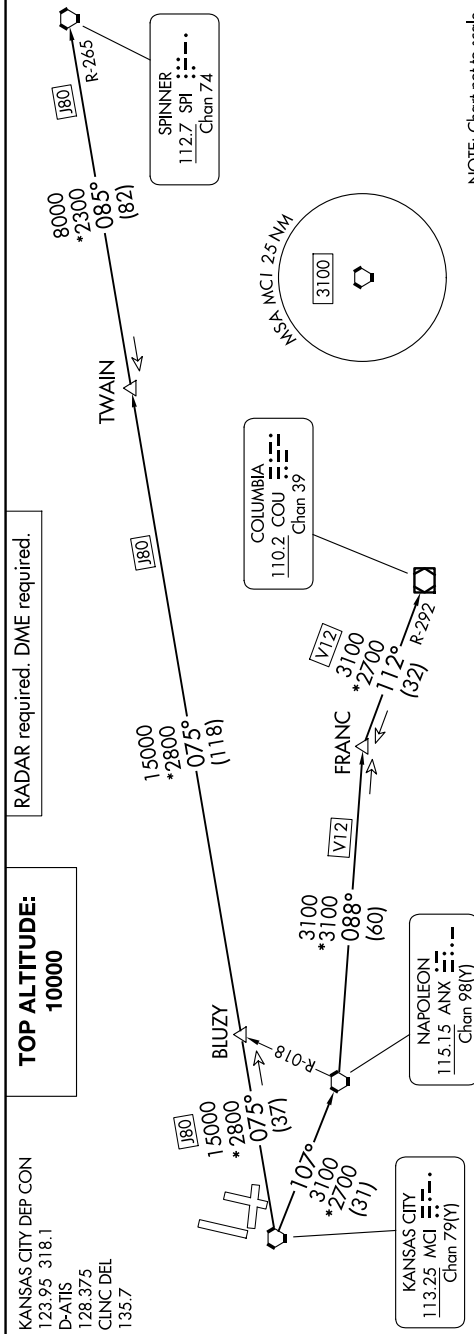 KANSAS CITY DEP CON
123.95 318.1
D-ATIS
128.375
CLNC DEL
135.7
TOP ALTITUDE:
10000
RADAR required. DME required.
J80
15000
*2800
075°
(37)
BLUZY
J80
15000
*2800
075°
(118)
TWAIN
J80
8000
*2300
085°
(82)
R-265
SPINNER
112.7 SPI
Chan 74
107°
3100
*2700
(31)
R-018
KANSAS CITY
113.25 MCI
Chan 79(Y)
NAPOLEON
115.15 ANX
Chan 98(Y)
3100
*3100
088°
(60)
V12
FRANC
V12
3100
*2700
112°
(32)
R-292
COLUMBIA
110.2 COU
Chan 39
MSA MCI 25 NM
3100
NOTE: Chart not to scale.